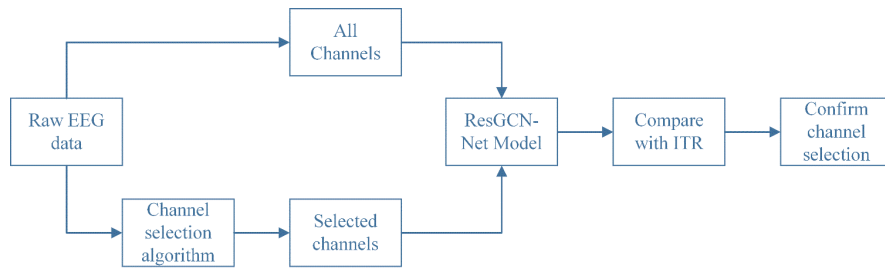 All
Channels
Raw EEG
data
ResGCN-
Net Model
Compare
with ITR
Confirm
channel
selection
Channel
selection
algorithm
Selected
channels